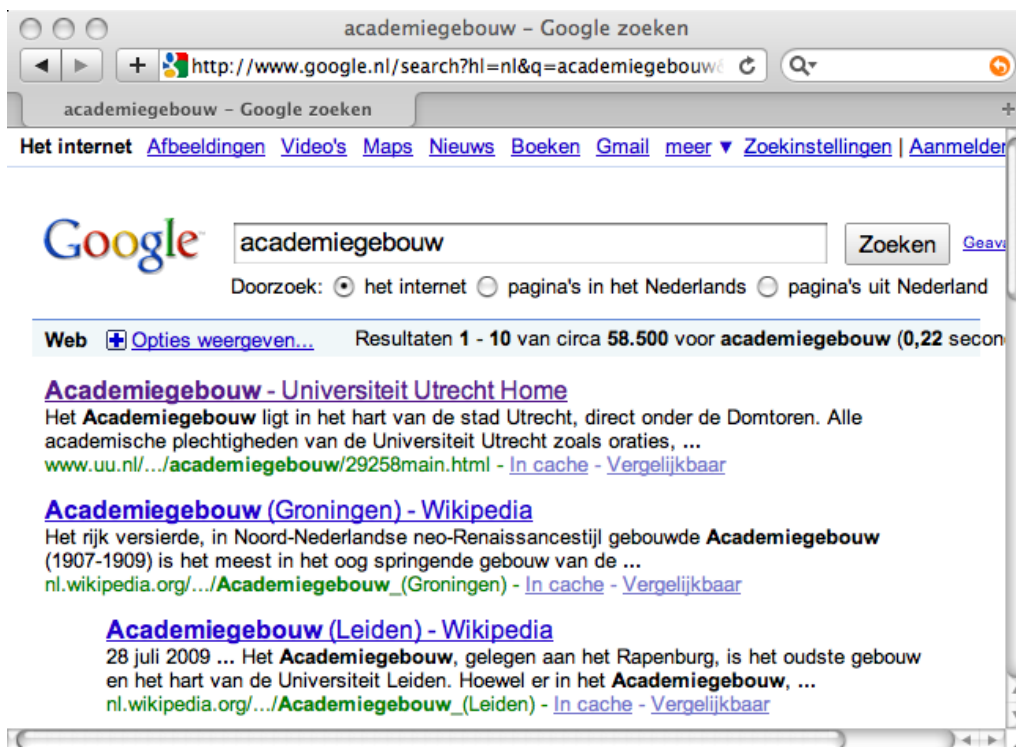 academiegebouw – Google zoeken
http://www.google.nl/search?hl=nl&q=academiegebouw
academiegebouw – Google zoeken
Het internet Afbeeldingen Video's Maps Nieuws Boeken Gmail meer ▼ Zoekinstellingen | Aanmelden
Google academiegebouw Zoeken
Doorzoek: het internet pagina's in het Nederlands pagina's uit Nederland
Web Opties weergeven... Resultaten 1 - 10 van circa 58.500 voor academiegebouw (0,22 secon
Academiegebouw - Universiteit Utrecht Home
Het Academiegebouw ligt in het hart van de stad Utrecht, direct onder de Domtoren. Alle
academische plechtigheden van de Universiteit Utrecht zoals oraties, ...
www.uu.nl/.../academiegebouw/29258main.html - In cache - Vergelijkbaar
Academiegebouw (Groningen) - Wikipedia
Het rijk versierde, in Noord-Nederlandse neo-Renaissancestijl gebouwde Academiegebouw
(1907-1909) is het meest in het oog springende gebouw van de ...
nl.wikipedia.org/.../Academiegebouw_(Groningen) - In cache - Vergelijkbaar
Academiegebouw (Leiden) - Wikipedia
28 juli 2009 ... Het Academiegebouw, gelegen aan het Rapenburg, is het oudste gebouw
en het hart van de Universiteit Leiden. Hoewel er in het Academiegebouw, ...
nl.wikipedia.org/.../Academiegebouw_(Leiden) - In cache - Vergelijkbaar